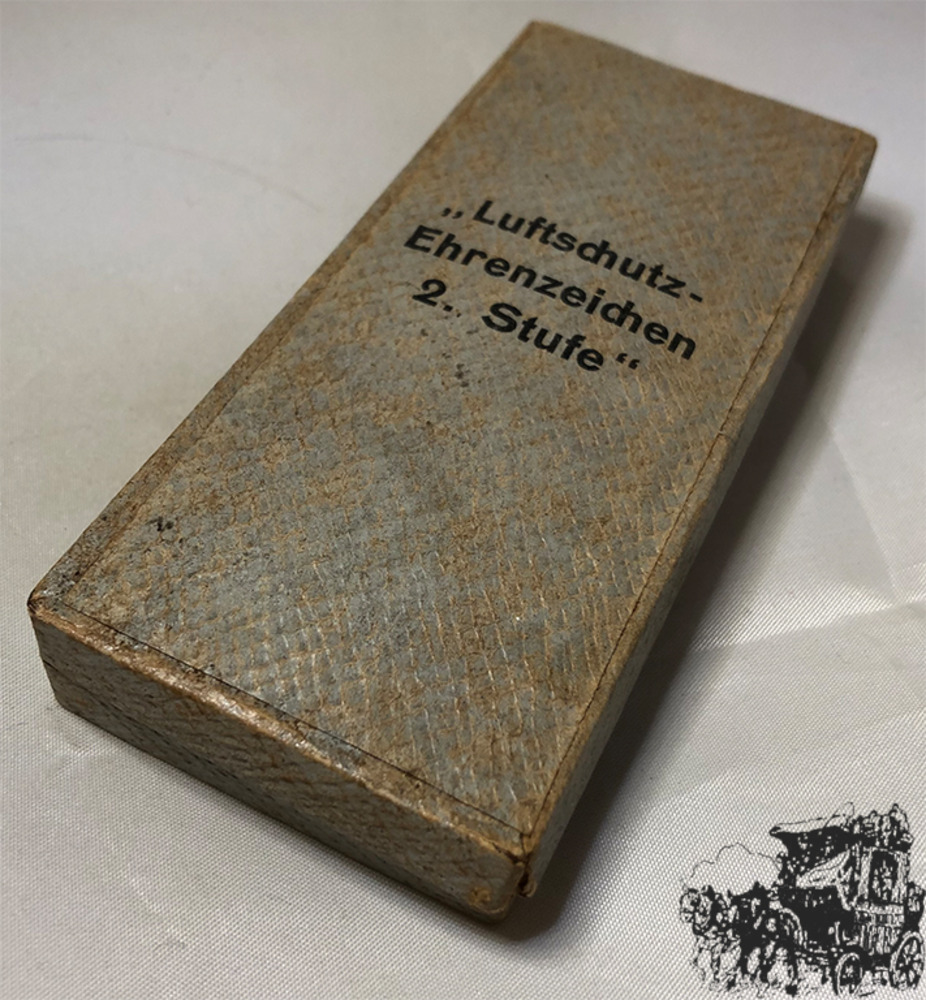 „Luftschutz-
Ehrenzeichen
2. Stufe“